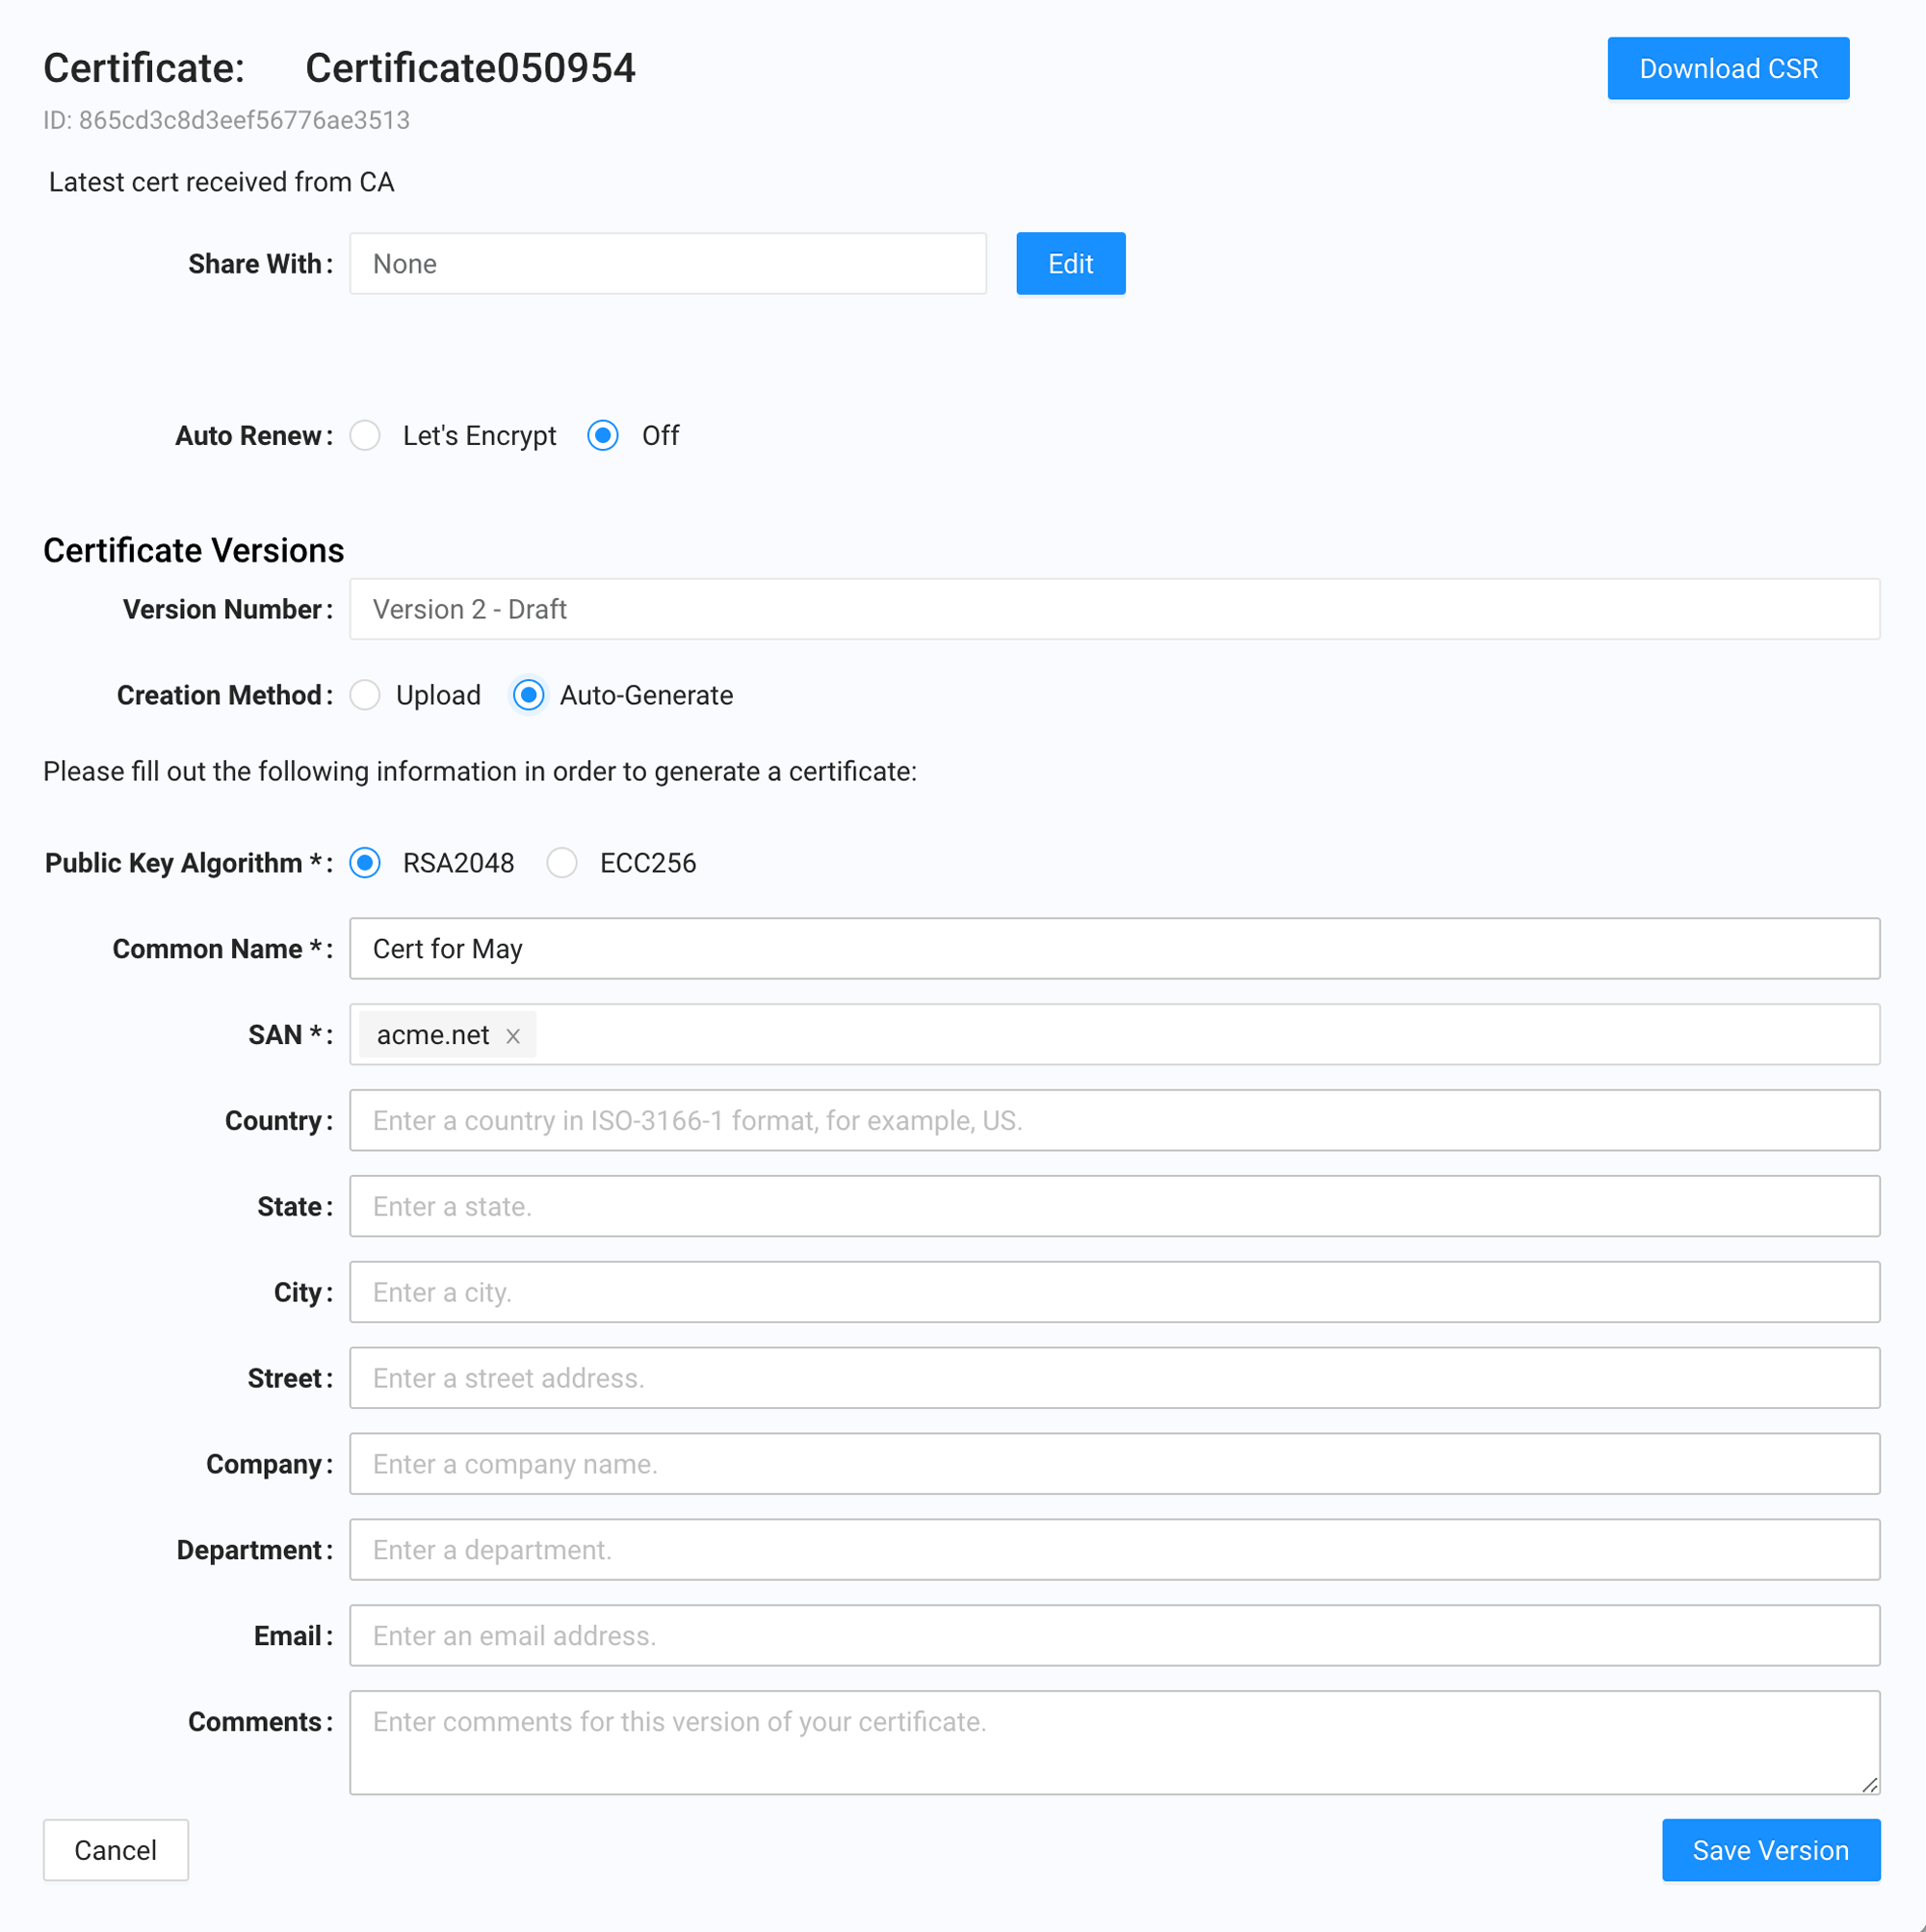 Certificate: Certificate050954 Download CSR
ID: 865cd3c8d3eef56776ae3513
Latest cert received from CA
Share With: None Edit
Auto Renew: Let's Encrypt Off
Certificate Versions
Version Number: Version 2 - Draft
Creation Method: Upload Auto-Generate
Please fill out the following information in order to generate a certificate:
Public Key Algorithm *: RSA2048 ECC256
Common Name *: Cert for May
SAN *: acme.net x
Country: Enter a country in ISO-3166-1 format, for example, US.
State: Enter a state.
City: Enter a city.
Street: Enter a street address.
Company: Enter a company name.
Department: Enter a department.
Email: Enter an email address.
Comments: Enter comments for this version of your certificate.
Cancel Save Version